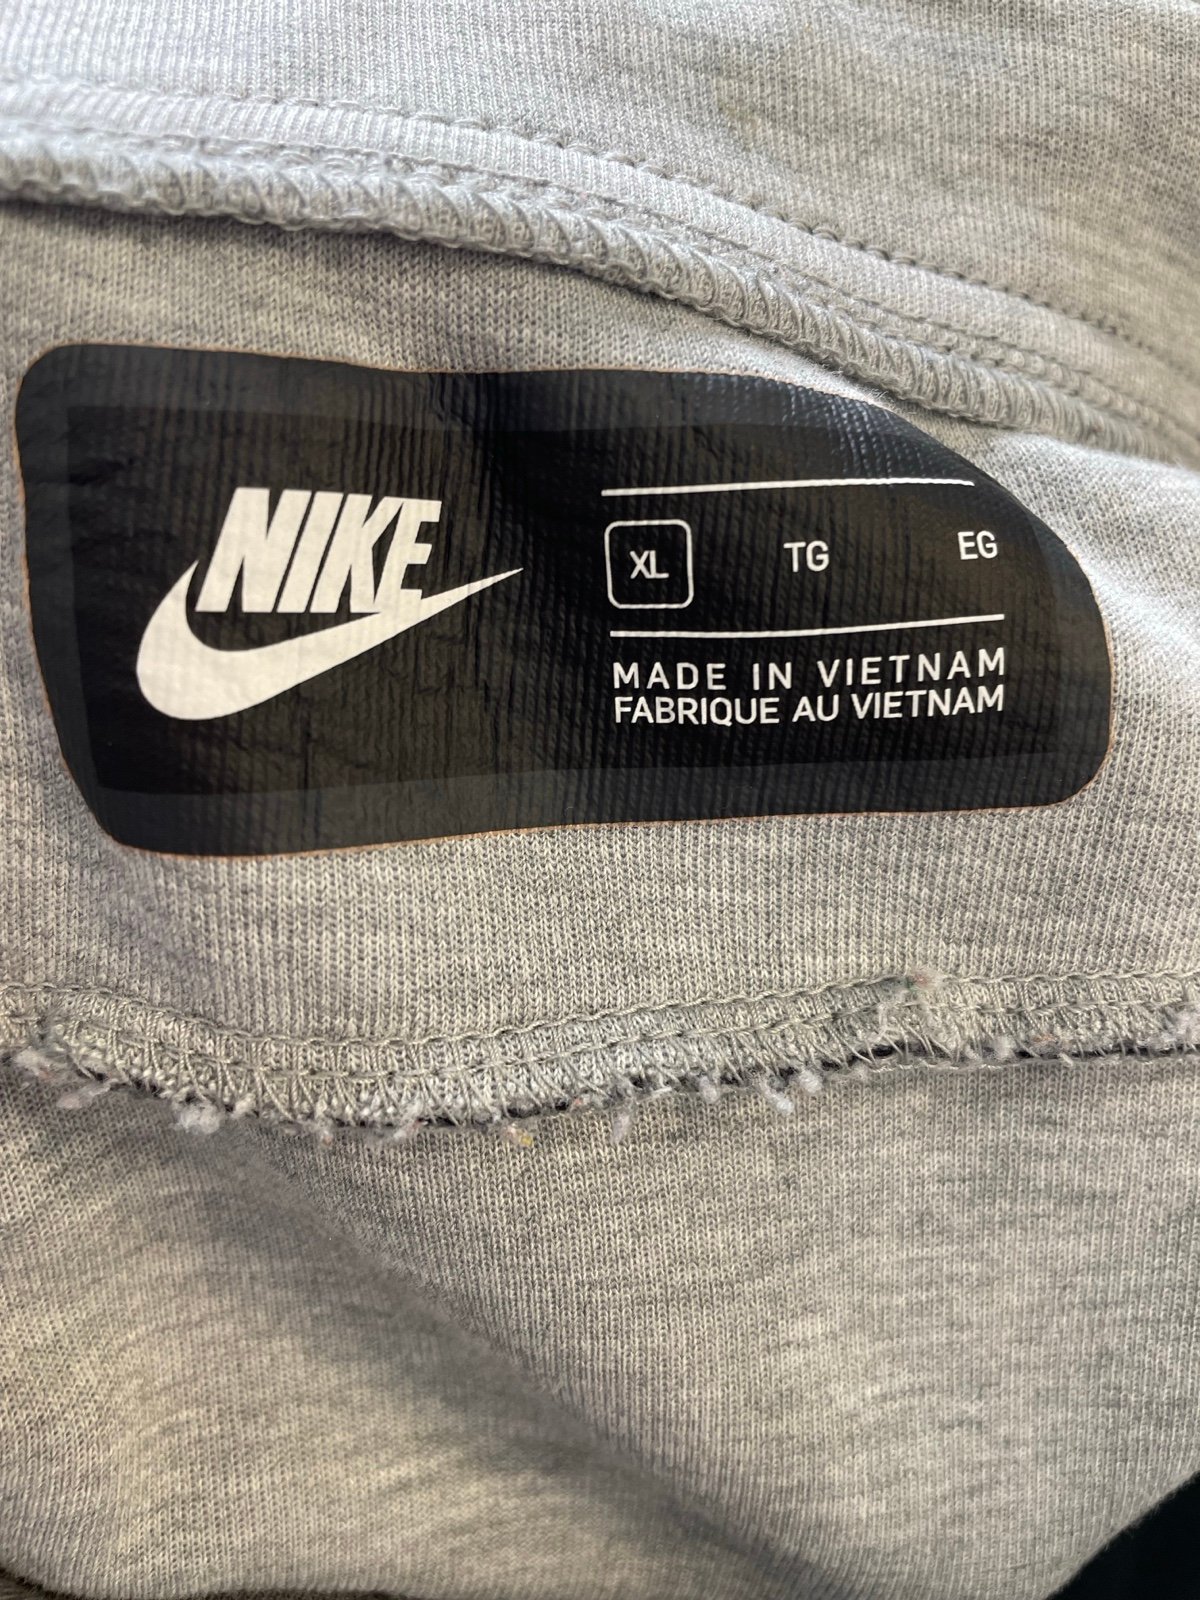 NIKE
XL TG EG
MADE IN VIETNAM
FABRIQUE AU VIETNAM